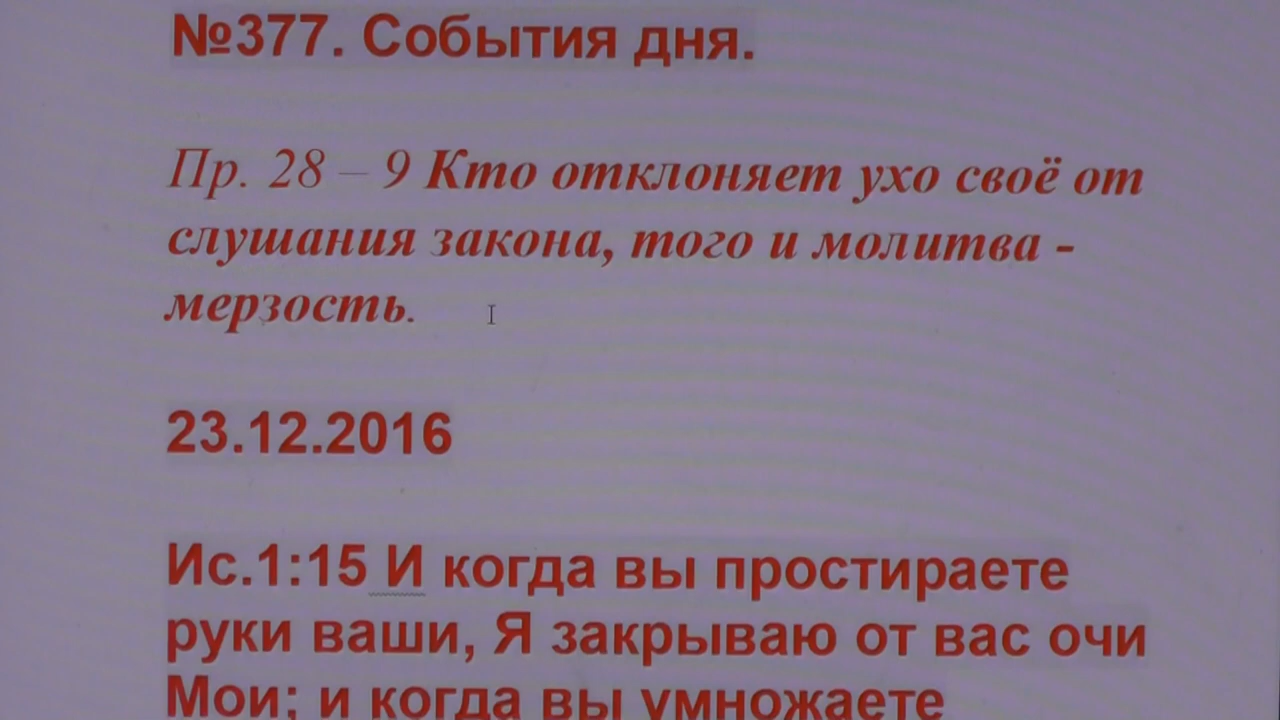 №377. События дня.
Пр. 28 – 9 Кто отклоняет ухо своё от
слушания закона, того и молитва -
мерзость.
23.12.2016
Ис.1:15 И когда вы простираете
руки ваши, Я закрываю от вас очи
Мои; и когда вы умножаете